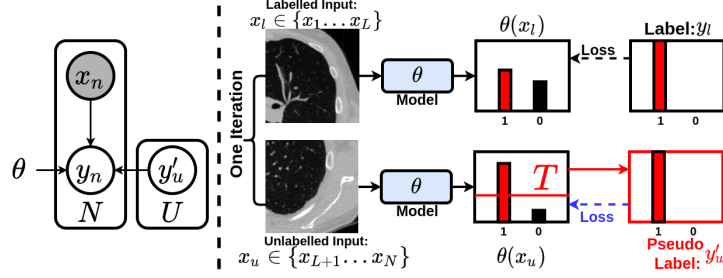 x_n
θ
y_n
y'_u
N
U
One Iteration
Labelled Input:
x_l ∈ {x_1…x_L}
θ
Model
θ(x_l)
1 0
Loss
Label: y_l
1 0
θ
Model
T
1 0
θ(x_u)
Loss
1 0
Pseudo
Label: y'_u
Unlabelled Input:
x_u ∈ {x_{L+1}…x_N}